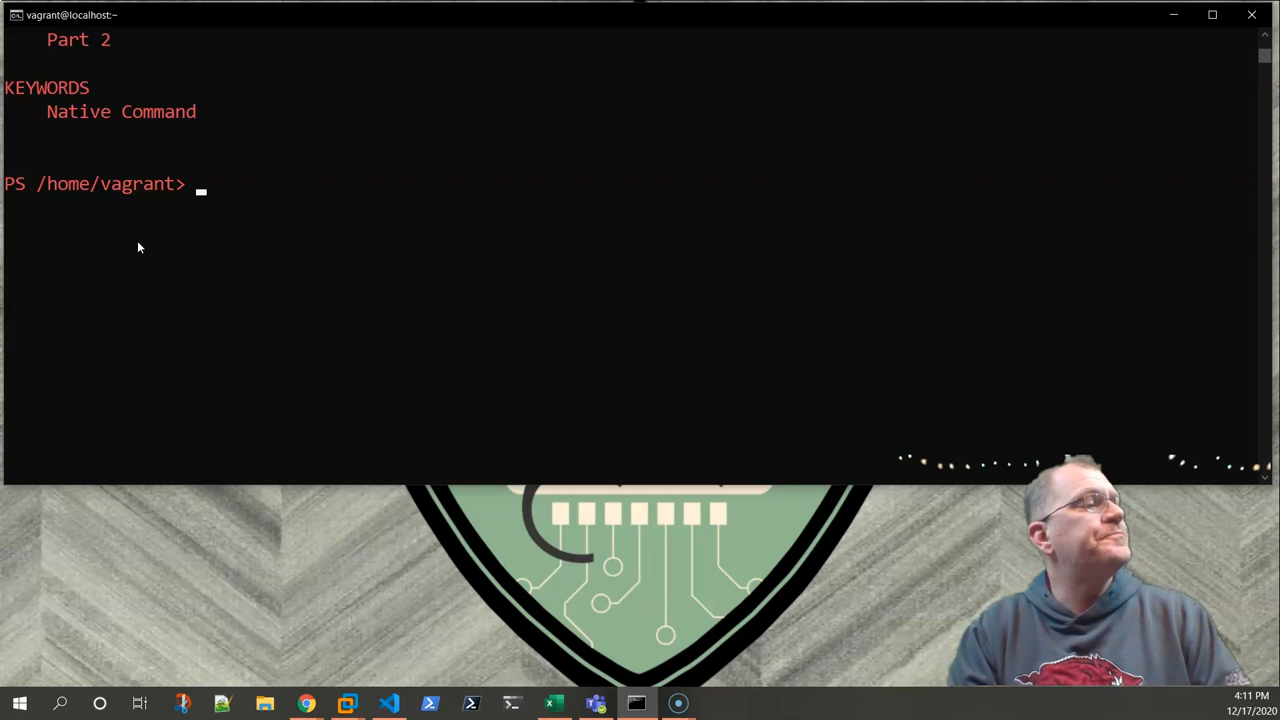 vagrant@localhost:~
Part 2
KEYWORDS
Native Command
PS /home/vagrant>
4:11 PM
12/17/2020